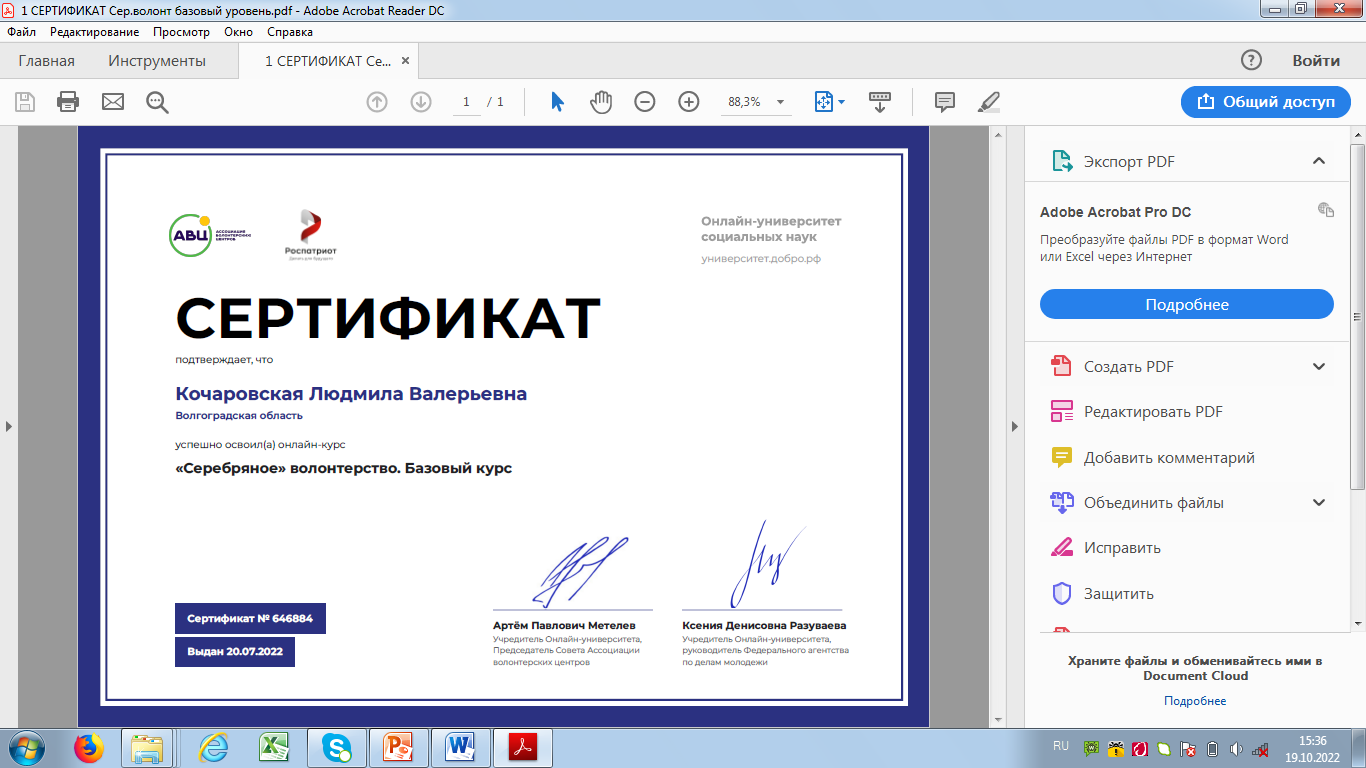 1 СЕРТИФИКАТ Сер.волонт базовый уровень.pdf - Adobe Acrobat Reader DC
Файл Редактирование Просмотр Окно Справка
Главная Инструменты 1 СЕРТИФИКАТ Се... × ? Войти
1 / 1 88,3% Общий доступ
АВЦ АССОЦИАЦИЯ
ВОЛОНТЕРСКИХ
ЦЕНТРОВ
Роспатриот
Онлайн-университет
социальных наук
университет.добро.рф
СЕРТИФИКАТ
подтверждает, что
Кочаровская Людмила Валерьевна
Волгоградская область
успешно освоил(а) онлайн-курс
«Серебряное» волонтерство. Базовый курс
Сертификат № 646884
Выдан 20.07.2022
Артём Павлович Метелев
Учредитель Онлайн-университета,
Председатель Совета Ассоциации
волонтерских центров
Ксения Денисовна Разуваева
Учредитель Онлайн-университета,
руководитель Федерального агентства
по делам молодежи
Экспорт PDF
Adobe Acrobat Pro DC
Преобразуйте файлы PDF в формат Word
или Excel через Интернет
Подробнее
Создать PDF
Редактировать PDF
Добавить комментарий
Объединить файлы
Исправить
Защитить
Храните файлы и обменивайтесь ими в
Document Cloud
Подробнее
RU
15:36
19.10.2022